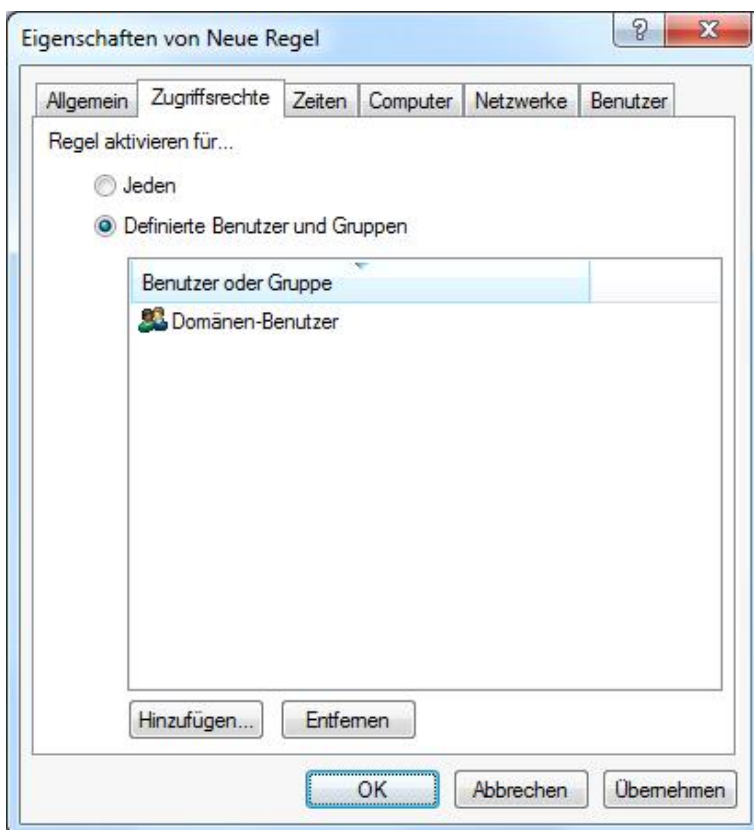 Eigenschaften von Neue Regel
Allgemein Zugriffsrechte Zeiten Computer Netzwerke Benutzer
Regel aktivieren für...
Jeden
Definierte Benutzer und Gruppen
Benutzer oder Gruppe
Domänen-Benutzer
Hinzufügen... Entfernen
OK Abbrechen Übernehmen